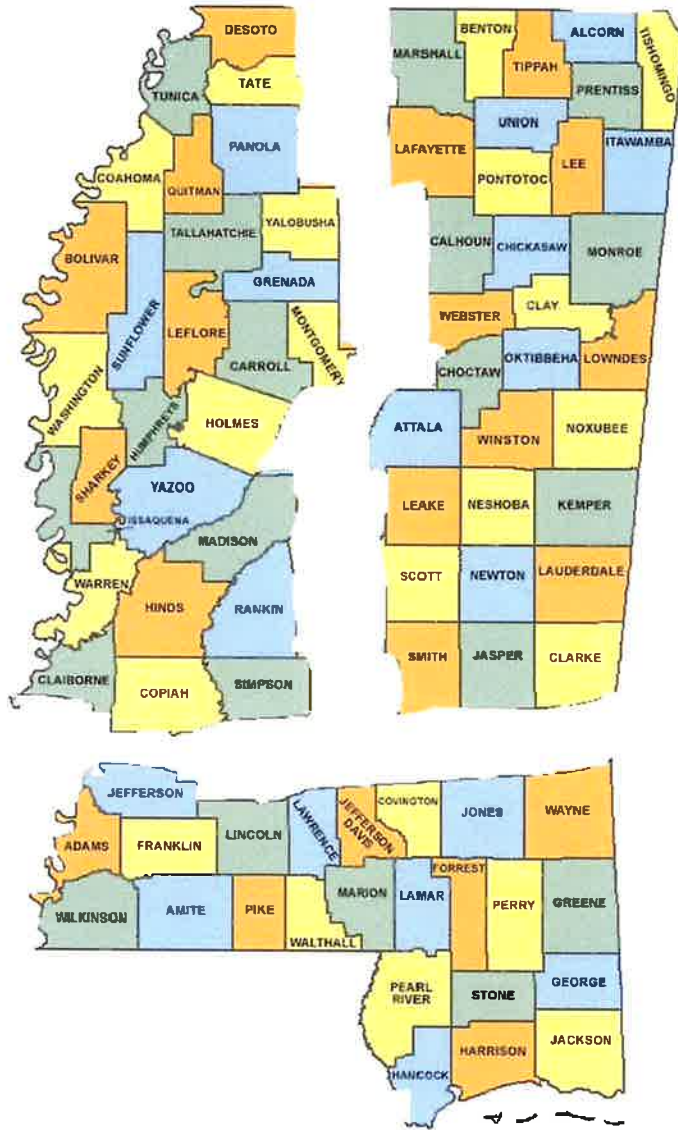 DESOTO
TUNICA
TATE
PANOLA
COAHOMA
QUITMAN
TALLAHATCHIE
YALOBUSHA
BOLIVAR
SUNFLOWER
GRENADA
LEFLORE
MONTGOMERY
CARROLL
WASHINGTON
HUMPHREYS
HOLMES
SHARKEY
YAZOO
ISSAQUENA
MADISON
WARREN
HINDS
RANKIN
CLAIBORNE
COPIAH
SIMPSON
MARSHALL
BENTON
TIPPAH
ALCORN
TISHOMINGO
PRENTISS
UNION
LAFAYETTE
PONTOTOC
LEE
ITAWAMBA
CALHOUN
CHICKASAW
MONROE
WEBSTER
CLAY
CHOCTAW
OKTIBBEHA
LOWNDES
ATTALA
WINSTON
NOXUBEE
LEAKE
NESHOBA
KEMPER
SCOTT
NEWTON
LAUDERDALE
SMITH
JASPER
CLARKE
JEFFERSON
ADAMS
FRANKLIN
LINCOLN
LAWRENCE
JEFFERSON
DAVIS
COVINGTON
JONES
WAYNE
WILKINSON
AMITE
PIKE
WALTHALL
MARION
LAMAR
FORREST
PERRY
GREENE
PEARL
RIVER
STONE
GEORGE
HANCOCK
HARRISON
JACKSON